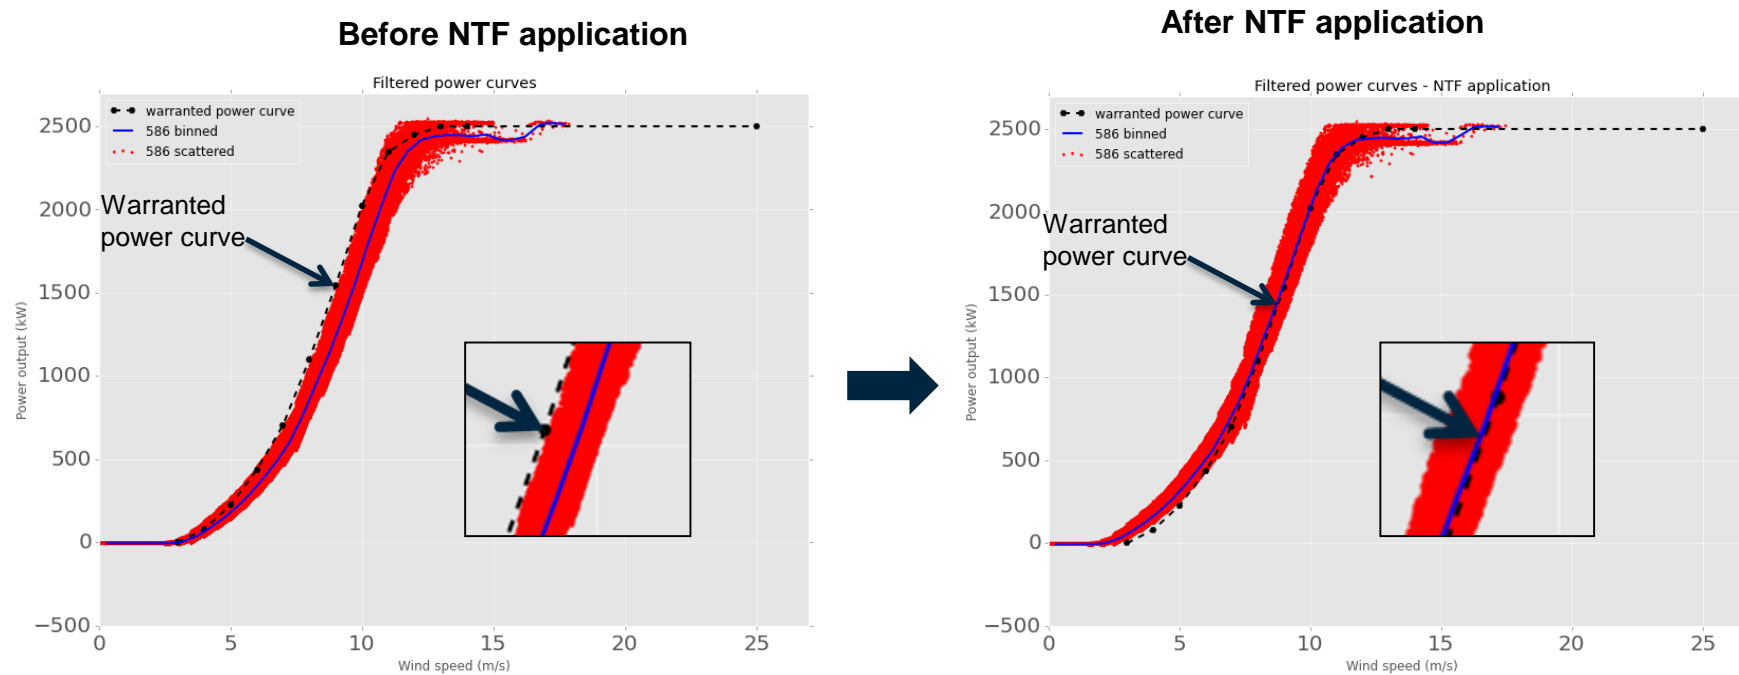 Before NTF application
Filtered power curves
warranted power curve
586 binned
586 scattered
Warranted
power curve
2500
2000
1500
1000
500
0
−500
0 5 10 15 20 25
Power output (kW)
Wind speed (m/s)
After NTF application
Filtered power curves - NTF application
warranted power curve
586 binned
586 scattered
Warranted
power curve
2500
2000
1500
1000
500
0
−500
0 5 10 15 20 25
Power output (kW)
Wind speed (m/s)